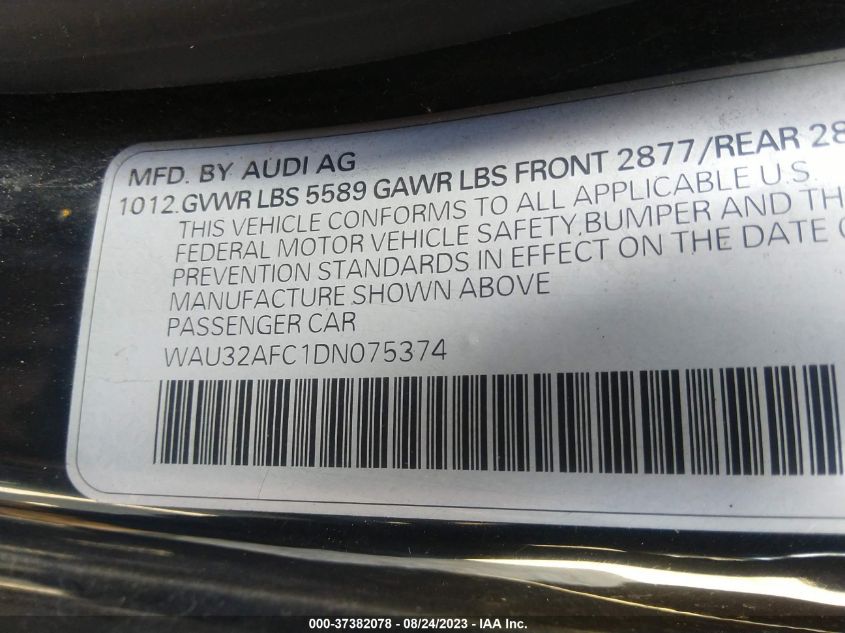 MFD. BY AUDI AG
1012.GVWR LBS 5589 GAWR LBS FRONT 2877/REAR 28
THIS VEHICLE CONFORMS TO ALL APPLICABLE U.S.
FEDERAL MOTOR VEHICLE SAFETY,BUMPER AND TH
PREVENTION STANDARDS IN EFFECT ON THE DATE
MANUFACTURE SHOWN ABOVE
PASSENGER CAR
WAU32AFC1DN075374
000-37382078 - 08/24/2023 - IAA Inc.